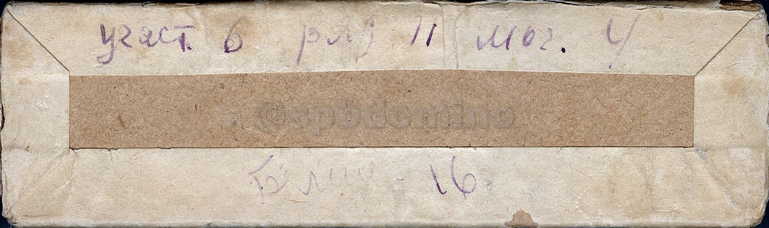 участ. 6 ряд 11 мог. 4
©spbdomino
16